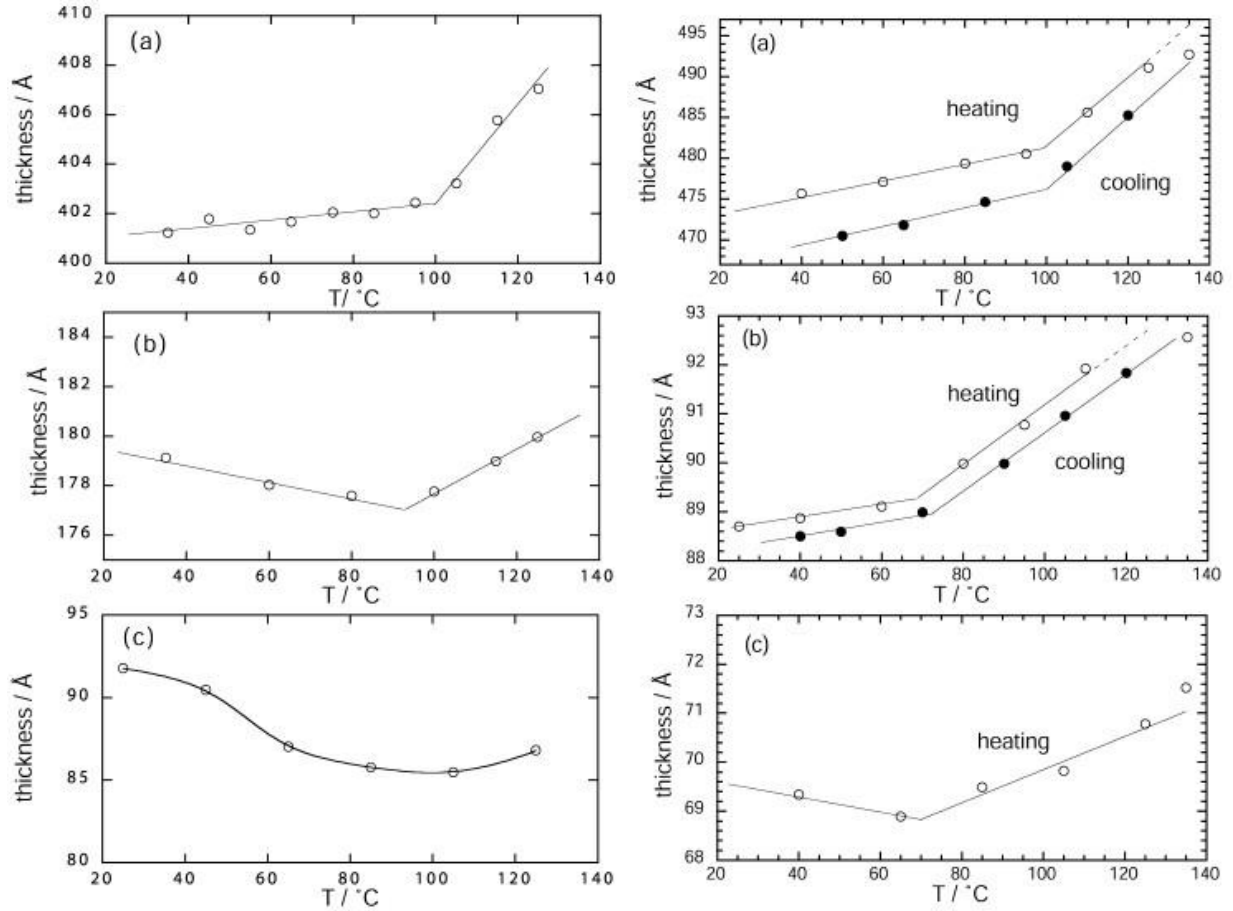 410
(a)
408
406
404
402
400
thickness / Å
20 40 60 80 100 120 140
T/ ˚C
184
(b)
182
180
178
176
thickness / Å
20 40 60 80 100 120 140
T / ˚C
95
(c)
90
85
80
thickness / Å
20 40 60 80 100 120 140
T / ˚C
(a)
495
490
485
480
475
470
thickness / Å
heating
cooling
20 40 60 80 100 120 140
T / ˚C
93
(b)
92
91
90
89
88
thickness / Å
heating
cooling
20 40 60 80 100 120 140
T / ˚C
73
(c)
72
71
70
69
68
thickness / Å
heating
20 40 60 80 100 120 140
T / ˚C